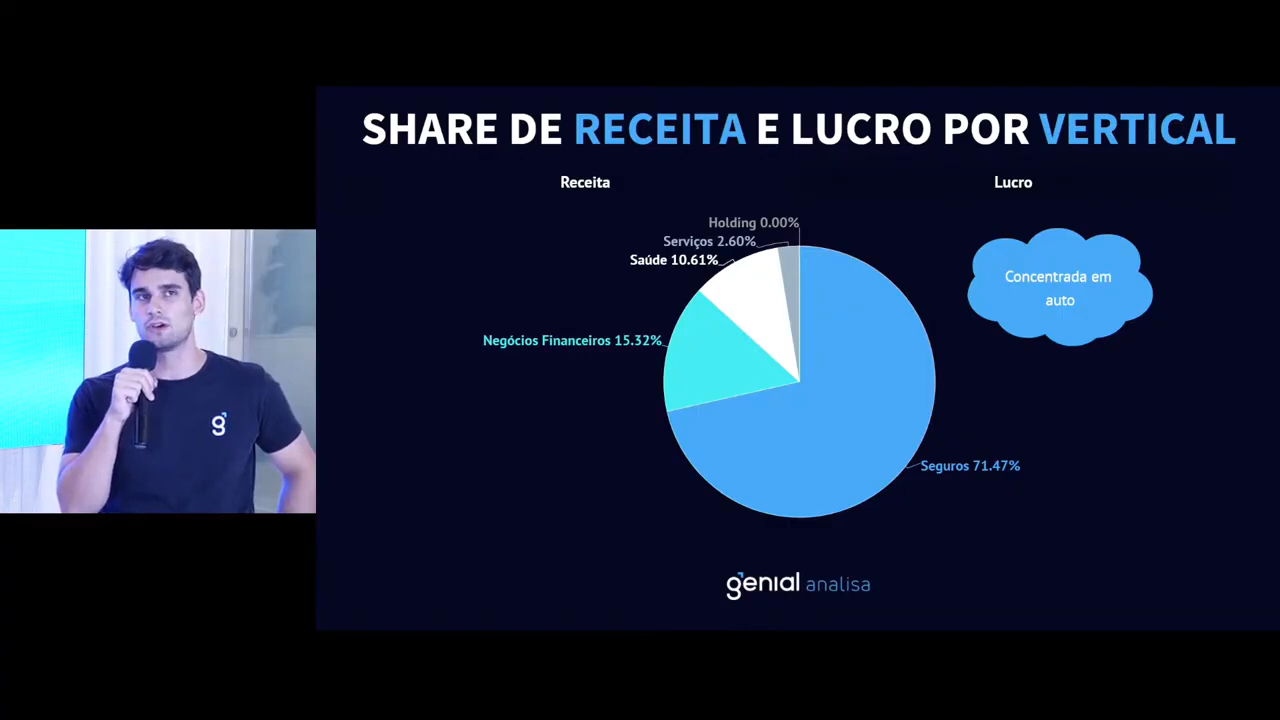 SHARE DE RECEITA E LUCRO POR VERTICAL
Receita
Lucro
Holding 0.00%
Serviços 2.60%
Saúde 10.61%
Concentrada em
auto
Negócios Financeiros 15.32%
Seguros 71.47%
genial analisa
g